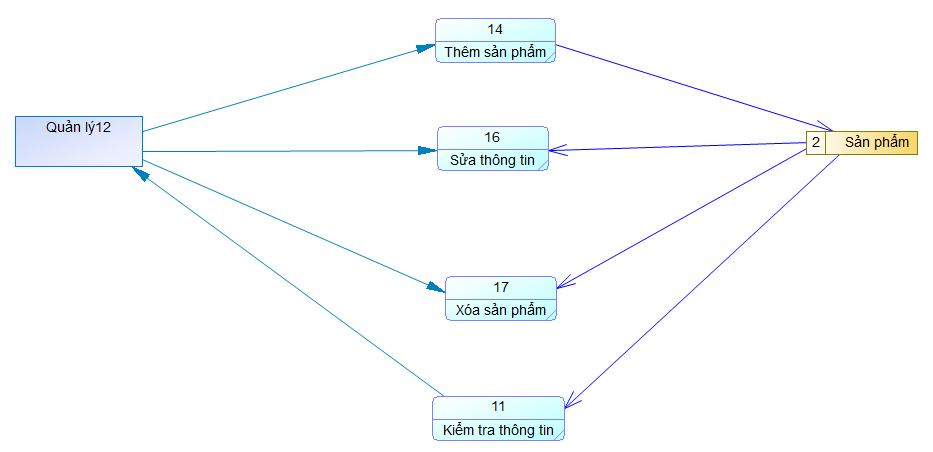 14
Thêm sản phẩm
Quản lý12
16
Sửa thông tin
2 Sản phẩm
17
Xóa sản phẩm
11
Kiểm tra thông tin